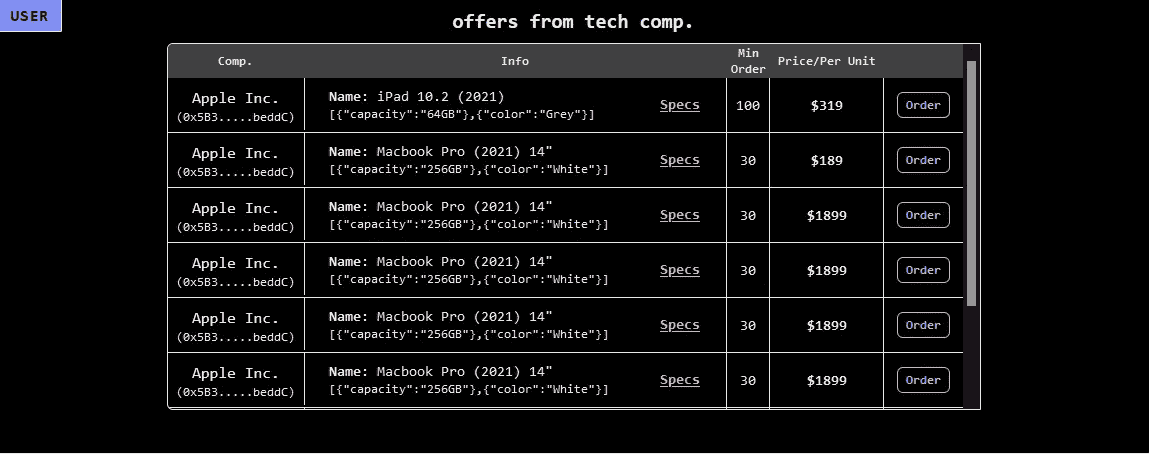 USER
offers from tech comp.
Comp. Info Min Order Price/Per Unit
Apple Inc. (0x5B3.....beddC)
Name: iPad 10.2 (2021)
[{"capacity":"64GB"},{"color":"Grey"}]
Specs 100 $319 Order
Apple Inc. (0x5B3.....beddC)
Name: Macbook Pro (2021) 14"
[{"capacity":"256GB"},{"color":"White"}]
Specs 30 $189 Order
Apple Inc. (0x5B3.....beddC)
Name: Macbook Pro (2021) 14"
[{"capacity":"256GB"},{"color":"White"}]
Specs 30 $1899 Order
Apple Inc. (0x5B3.....beddC)
Name: Macbook Pro (2021) 14"
[{"capacity":"256GB"},{"color":"White"}]
Specs 30 $1899 Order
Apple Inc. (0x5B3.....beddC)
Name: Macbook Pro (2021) 14"
[{"capacity":"256GB"},{"color":"White"}]
Specs 30 $1899 Order
Apple Inc. (0x5B3.....beddC)
Name: Macbook Pro (2021) 14"
[{"capacity":"256GB"},{"color":"White"}]
Specs 30 $1899 Order